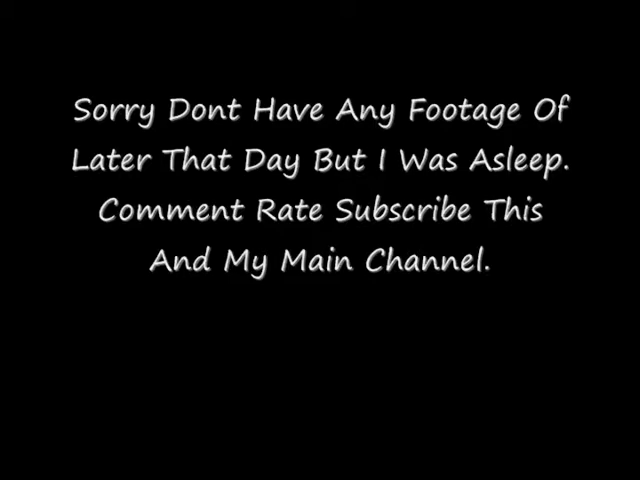 Sorry Dont Have Any Footage Of
Later That Day But I Was Asleep.
Comment Rate Subscribe This
And My Main Channel.